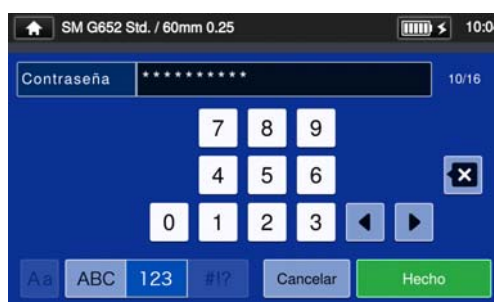 SM G652 Std. / 60mm 0.25 10:0
Contraseña ********** 10/16
7 8 9
4 5 6
0 1 2 3
Aa ABC 123 #!? Cancelar Hecho